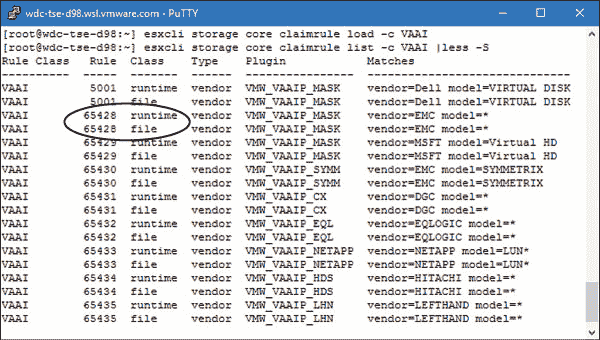 wdc-tse-d98.wsl.vmware.com - PuTTY
[root@wdc-tse-d98:~] esxcli storage core claimrule load -c VAAI
[root@wdc-tse-d98:~] esxcli storage core claimrule list -c VAAI |less -S
Rule Class   Rule  Class    Type    Plugin            Matches
----------  -----  -------  ------  ----------------  ----------------------------
VAAI         5001  runtime  vendor  VMW_VAAIP_MASK    vendor=Dell model=VIRTUAL DISK
VAAI         5001  file     vendor  VMW_VAAIP_MASK    vendor=Dell model=VIRTUAL DISK
VAAI        65428  runtime  vendor  VMW_VAAIP_MASK    vendor=EMC model=*
VAAI        65428  file     vendor  VMW_VAAIP_MASK    vendor=EMC model=*
VAAI        65429  runtime  vendor  VMW_VAAIP_MASK    vendor=MSFT model=Virtual HD
VAAI        65429  file     vendor  VMW_VAAIP_MASK    vendor=MSFT model=Virtual HD
VAAI        65430  runtime  vendor  VMW_VAAIP_SYMM    vendor=EMC model=SYMMETRIX
VAAI        65430  file     vendor  VMW_VAAIP_SYMM    vendor=EMC model=SYMMETRIX
VAAI        65431  runtime  vendor  VMW_VAAIP_CX      vendor=DGC model=*
VAAI        65431  file     vendor  VMW_VAAIP_CX      vendor=DGC model=*
VAAI        65432  runtime  vendor  VMW_VAAIP_EQL     vendor=EQLOGIC model=*
VAAI        65432  file     vendor  VMW_VAAIP_EQL     vendor=EQLOGIC model=*
VAAI        65433  runtime  vendor  VMW_VAAIP_NETAPP  vendor=NETAPP model=LUN*
VAAI        65433  file     vendor  VMW_VAAIP_NETAPP  vendor=NETAPP model=LUN*
VAAI        65434  runtime  vendor  VMW_VAAIP_HDS     vendor=HITACHI model=*
VAAI        65434  file     vendor  VMW_VAAIP_HDS     vendor=HITACHI model=*
VAAI        65435  runtime  vendor  VMW_VAAIP_LHN     vendor=LEFTHAND model=*
VAAI        65435  file     vendor  VMW_VAAIP_LHN     vendor=LEFTHAND model=*